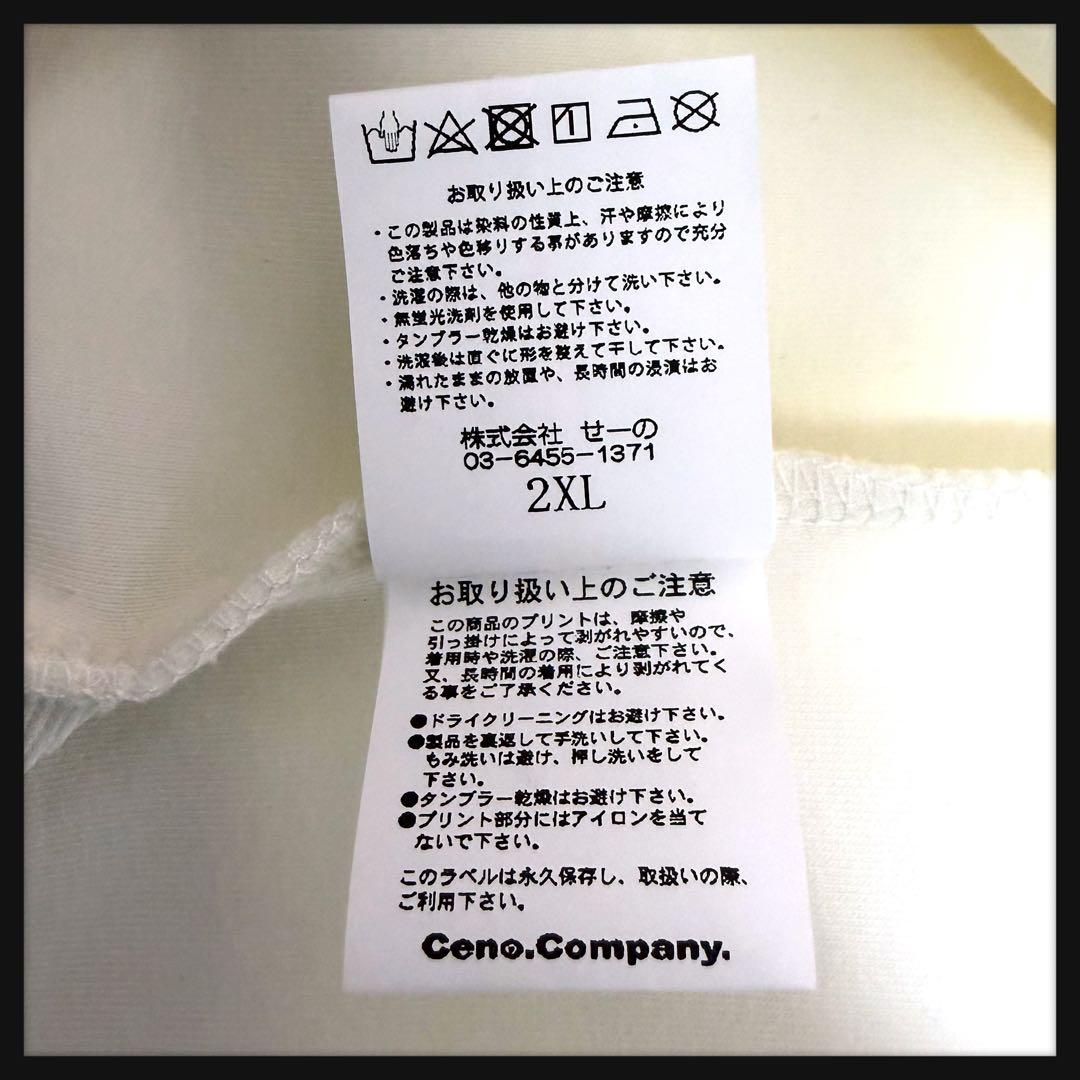 お取り扱い上のご注意
・この製品は染料の性質上、汗や摩擦により
色落ちや色移りする事がありますので充分
ご注意下さい。
・洗濯の際は、他の物と分けて洗い下さい。
・無蛍光洗剤を使用して下さい。
・タンブラー乾燥はお避け下さい。
・洗濯後は直ぐに形を整えて干して下さい。
・濡れたままの放置や、長時間の浸漬はお
避け下さい。
株式会社 せーの
03-6455-1371
2XL
お取り扱い上のご注意
この商品のプリントは、摩擦や
引っ掛けによって剥がれやすいので、
着用時や洗濯の際、ご注意下さい。
又、長時間の着用により剥がれてく
る事をご了承ください。
●ドライクリーニングはお避け下さい。
●製品を裏返して手洗いして下さい。
もみ洗いは避け、押し洗いをして
下さい。
●タンブラー乾燥はお避け下さい。
●プリント部分にはアイロンを当て
ないで下さい。
このラベルは永久保存し、取扱いの際、
ご利用下さい。
Ceno.Company.